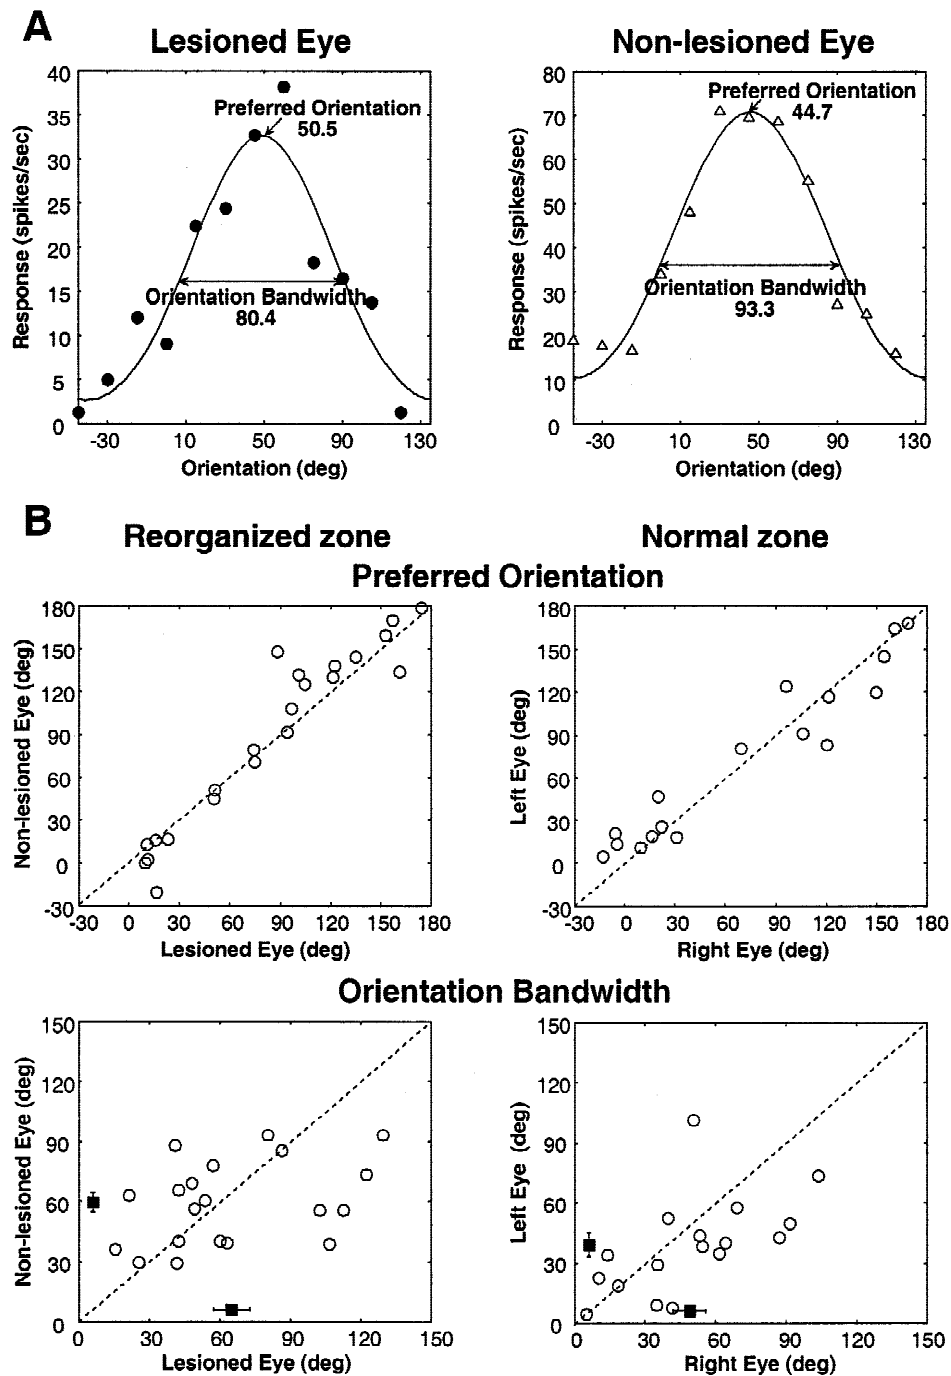 A
Lesioned Eye
Non-lesioned Eye
40
35
30
25
20
15
10
5
0
Response (spikes/sec)
Preferred Orientation
50.5
Orientation Bandwidth
80.4
-30 10 50 90 130
Orientation (deg)
80
70
60
50
40
30
20
10
0
Response (spikes/sec)
Preferred Orientation
44.7
Orientation Bandwidth
93.3
-30 10 50 90 130
Orientation (deg)
B
Reorganized zone
Normal zone
Preferred Orientation
180
150
120
90
60
30
0
-30
Non-lesioned Eye (deg)
-30 0 30 60 90 120 150 180
Lesioned Eye (deg)
180
150
120
90
60
30
0
-30
Left Eye (deg)
-30 0 30 60 90 120 150 180
Right Eye (deg)
Orientation Bandwidth
150
120
90
60
30
0
Non-lesioned Eye (deg)
0 30 60 90 120 150
Lesioned Eye (deg)
150
120
90
60
30
0
Left Eye (deg)
0 30 60 90 120 150
Right Eye (deg)